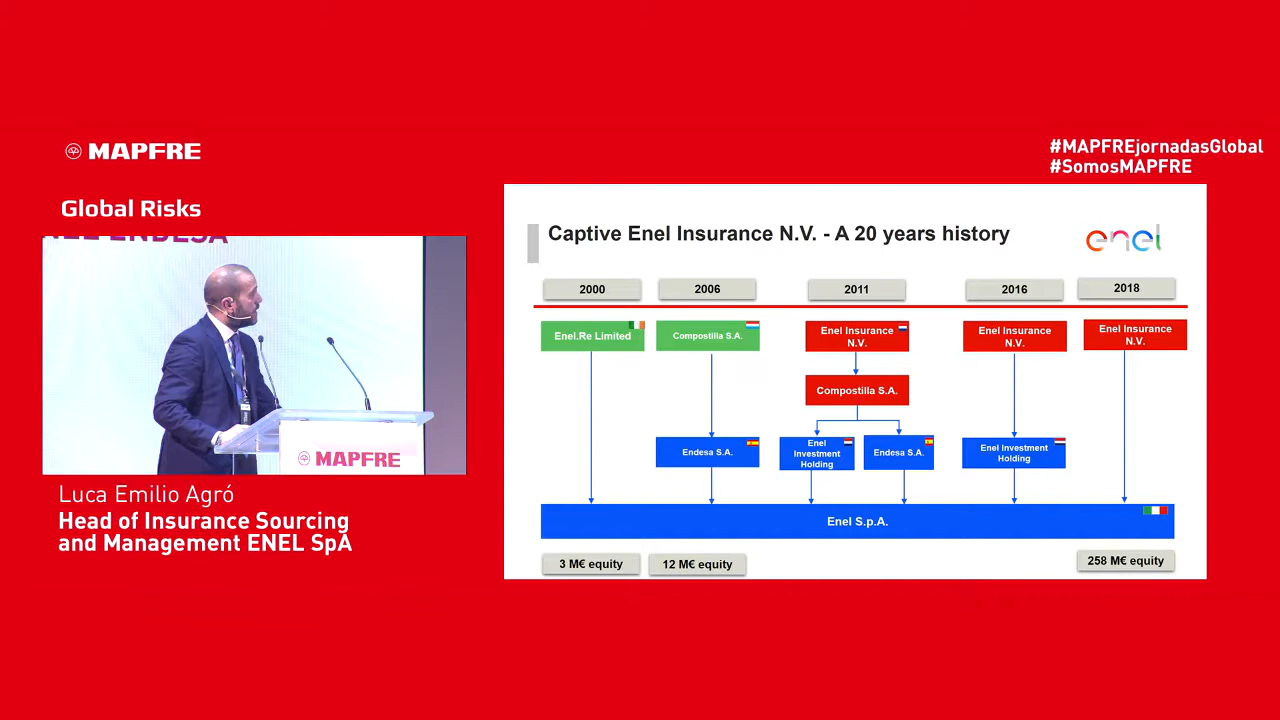 MAPFRE
#MAPFREjornadasGlobal
#SomosMAPFRE
Global Risks
ENEL ENDESA
MAPFRE
Luca Emilio Agró
Head of Insurance Sourcing
and Management ENEL SpA
Captive Enel Insurance N.V. - A 20 years history
enel
2000
2006
2011
2016
2018
Enel.Re Limited
Compostilla S.A.
Enel Insurance
N.V.
Enel Insurance
N.V.
Enel Insurance
N.V.
Compostilla S.A.
Endesa S.A.
Enel
Investment
Holding
Endesa S.A.
Enel Investment
Holding
Enel S.p.A.
3 M€ equity
12 M€ equity
258 M€ equity